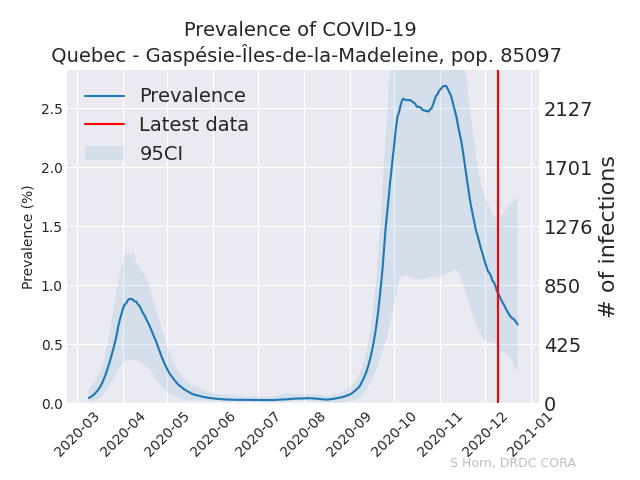 Prevalence of COVID-19
Quebec - Gaspésie-Îles-de-la-Madeleine, pop. 85097
Prevalence
Latest data
95CI
Prevalence (%)
2.5
2.0
1.5
1.0
0.5
0.0
2127
1701
1276
850
425
0
# of infections
2020-03
2020-04
2020-05
2020-06
2020-07
2020-08
2020-09
2020-10
2020-11
2020-12
2021-01
S Horn, DRDC CORA